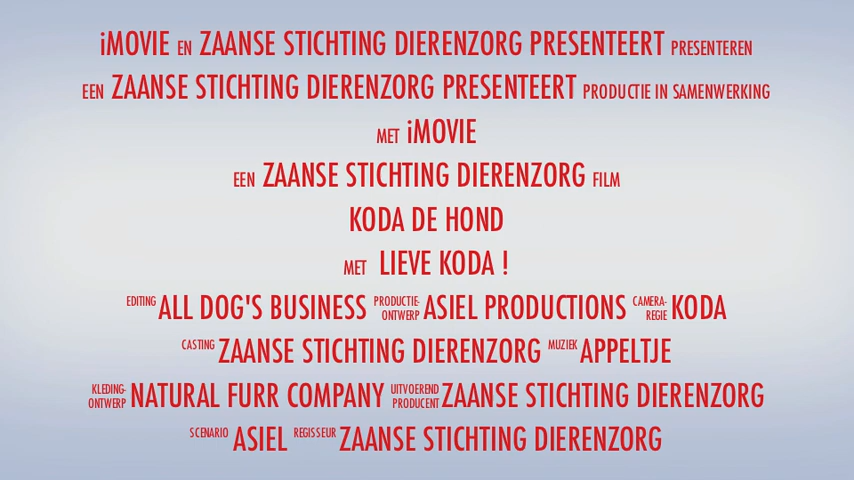 iMOVIE EN ZAANSE STICHTING DIERENZORG PRESENTEERT PRESENTEREN
EEN ZAANSE STICHTING DIERENZORG PRESENTEERT PRODUCTIE IN SAMENWERKING
MET iMOVIE
EEN ZAANSE STICHTING DIERENZORG FILM
KODA DE HOND
MET LIEVE KODA !
EDITING ALL DOG'S BUSINESS PRODUCTIE-ONTWERP ASIEL PRODUCTIONS CAMERA-REGIE KODA
CASTING ZAANSE STICHTING DIERENZORG MUZIEK APPELTJE
KLEDING-ONTWERP NATURAL FURR COMPANY UITVOEREND PRODUCENT ZAANSE STICHTING DIERENZORG
SCENARIO ASIEL REGISSEUR ZAANSE STICHTING DIERENZORG